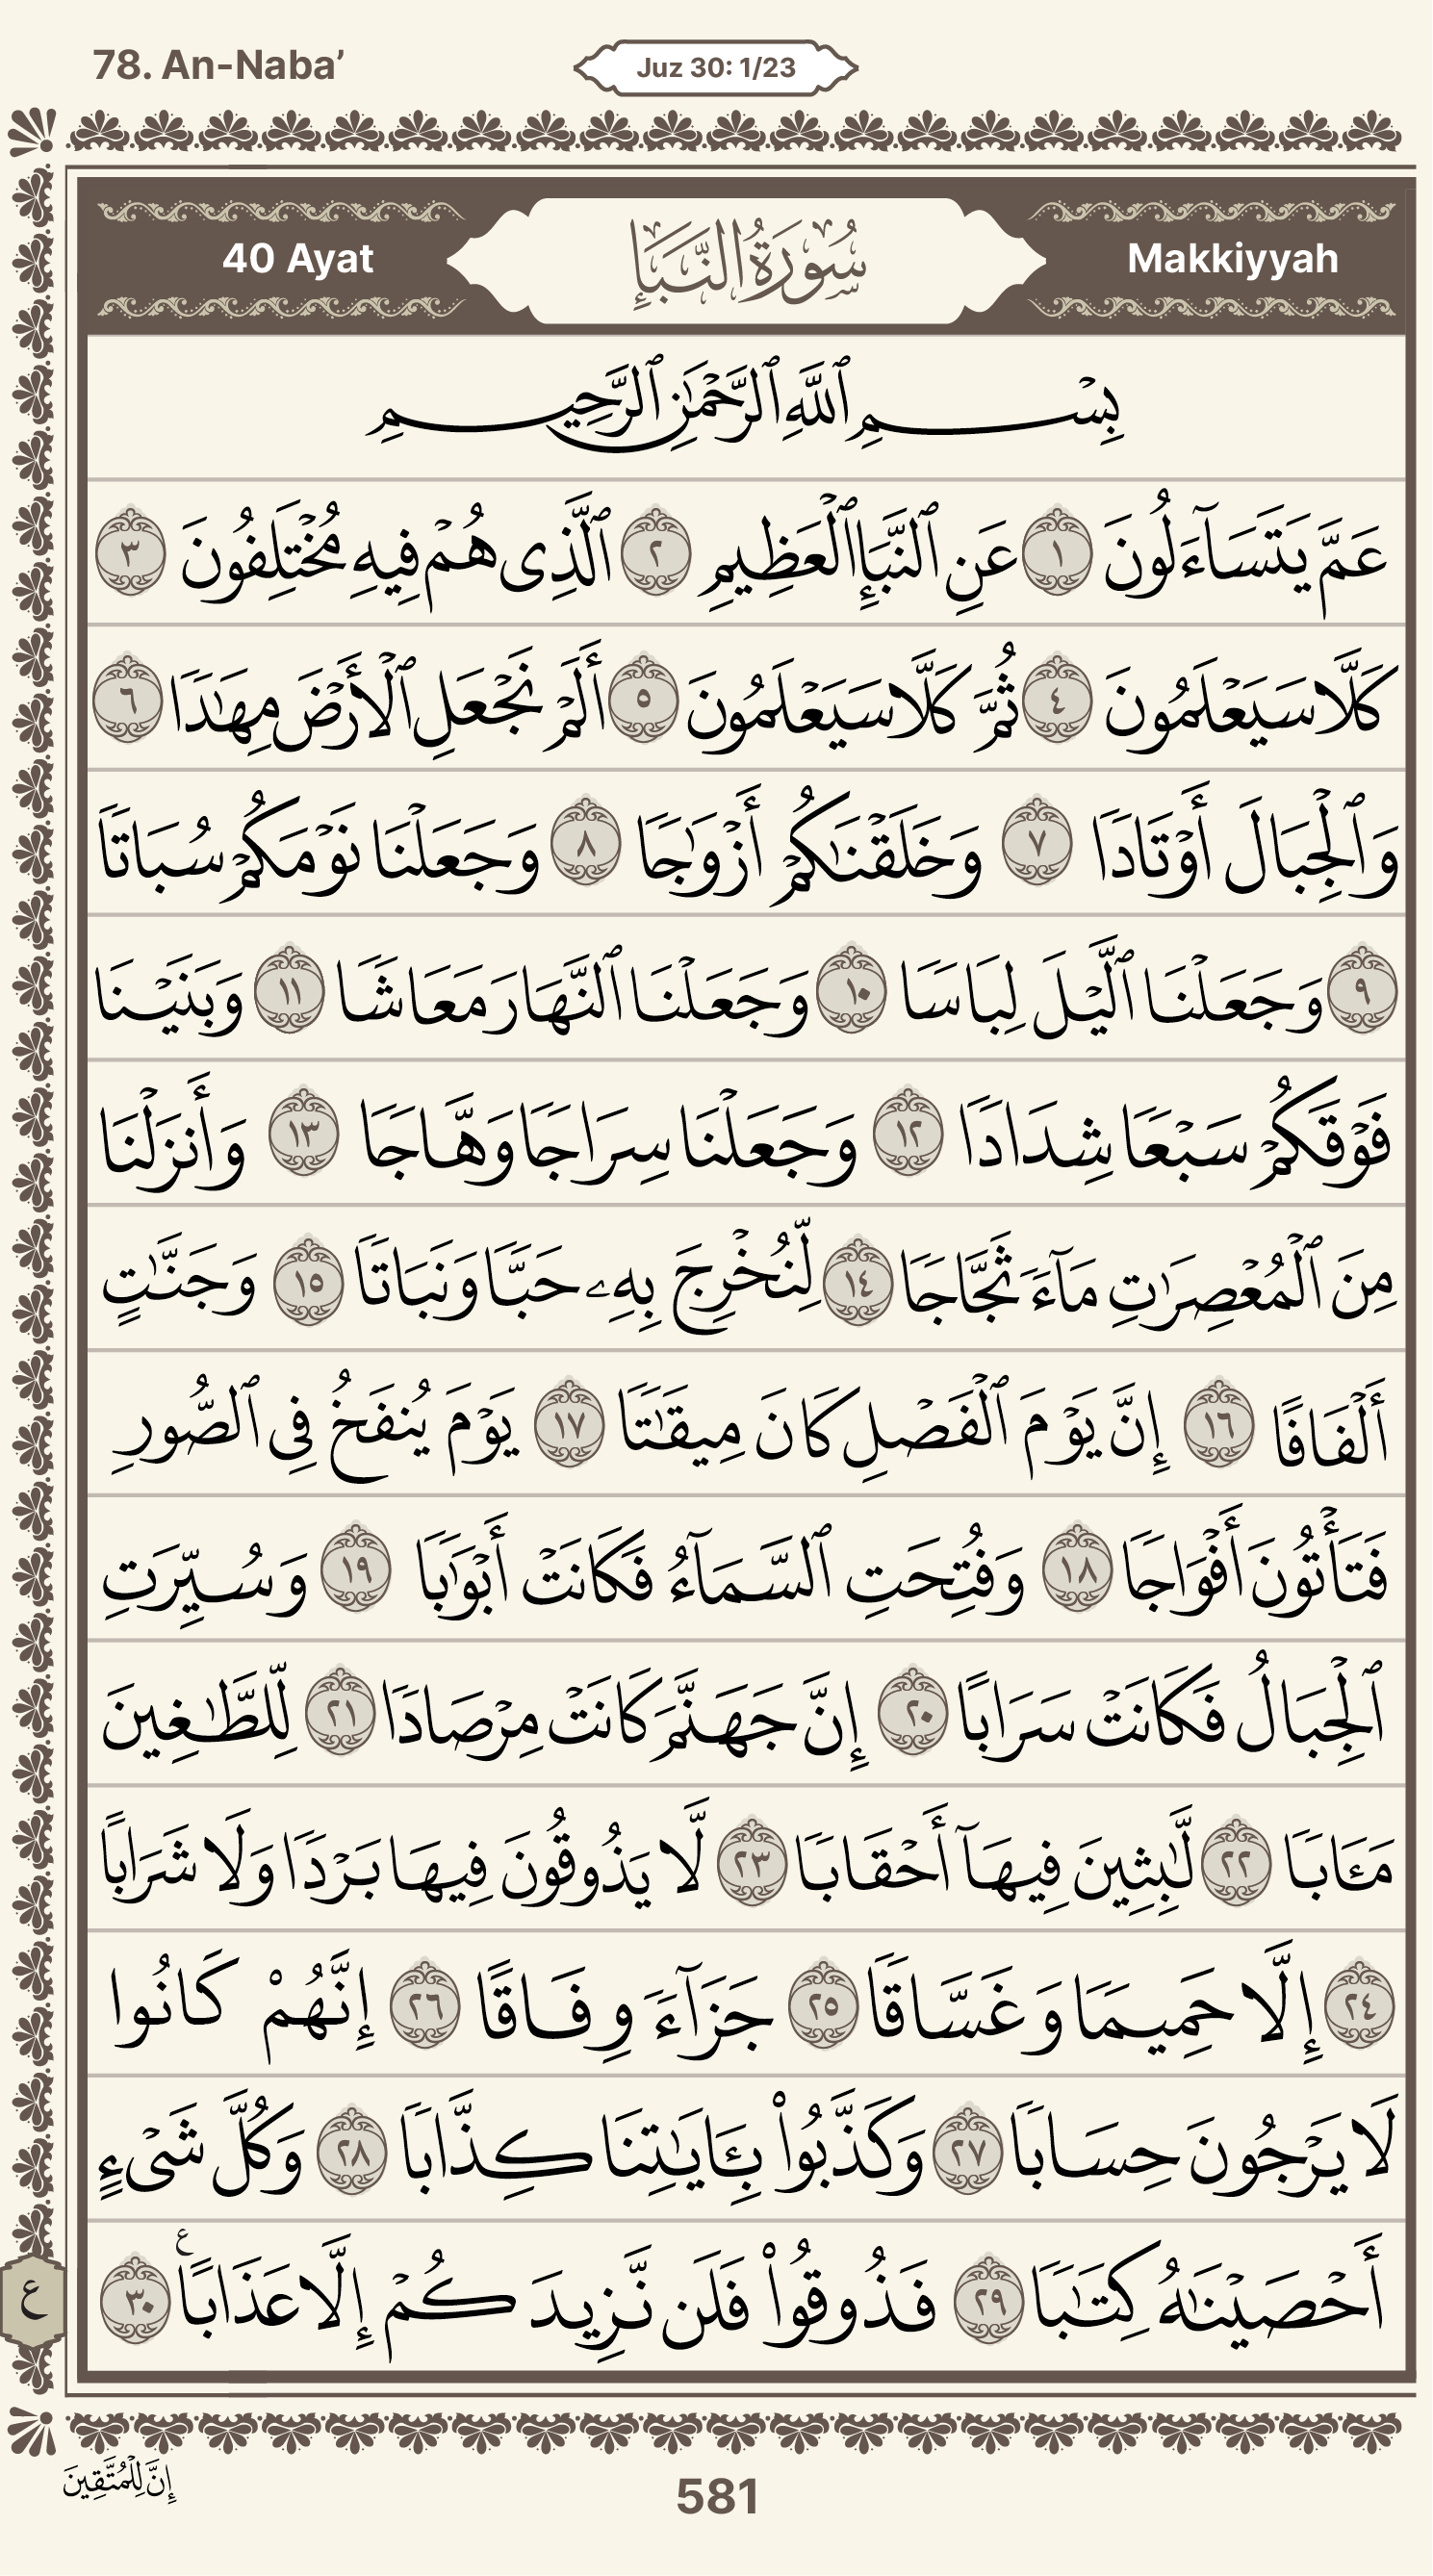 78. An-Naba’
Juz 30: 1/23
40 Ayat
سُورَةُ النَّبَإِ
Makkiyyah
بِسْمِ ٱللَّهِ ٱلرَّحْمَٰنِ ٱلرَّحِيمِ
عَمَّ يَتَسَآءَلُونَ ١ عَنِ ٱلنَّبَإِ ٱلْعَظِيمِ ٢ ٱلَّذِى هُمْ فِيهِ مُخْتَلِفُونَ ٣
كَلَّا سَيَعْلَمُونَ ٤ ثُمَّ كَلَّا سَيَعْلَمُونَ ٥ أَلَمْ نَجْعَلِ ٱلْأَرْضَ مِهَٰدًا ٦
وَٱلْجِبَالَ أَوْتَادًا ٧ وَخَلَقْنَٰكُمْ أَزْوَٰجًا ٨ وَجَعَلْنَا نَوْمَكُمْ سُبَاتًا
٩ وَجَعَلْنَا ٱلَّيْلَ لِبَاسًا ١٠ وَجَعَلْنَا ٱلنَّهَارَ مَعَاشًا ١١ وَبَنَيْنَا
فَوْقَكُمْ سَبْعًا شِدَادًا ١٢ وَجَعَلْنَا سِرَاجًا وَهَّاجًا ١٣ وَأَنزَلْنَا
مِنَ ٱلْمُعْصِرَٰتِ مَآءً ثَجَّاجًا ١٤ لِّنُخْرِجَ بِهِۦ حَبًّا وَنَبَاتًا ١٥ وَجَنَّٰتٍ
أَلْفَافًا ١٦ إِنَّ يَوْمَ ٱلْفَصْلِ كَانَ مِيقَٰتًا ١٧ يَوْمَ يُنفَخُ فِى ٱلصُّورِ
فَتَأْتُونَ أَفْوَاجًا ١٨ وَفُتِحَتِ ٱلسَّمَآءُ فَكَانَتْ أَبْوَٰبًا ١٩ وَسُيِّرَتِ
ٱلْجِبَالُ فَكَانَتْ سَرَابًا ٢٠ إِنَّ جَهَنَّمَ كَانَتْ مِرْصَادًا ٢١ لِّلطَّٰغِينَ
مَـَٔابًا ٢٢ لَّٰبِثِينَ فِيهَآ أَحْقَابًا ٢٣ لَّا يَذُوقُونَ فِيهَا بَرْدًا وَلَا شَرَابًا
٢٤ إِلَّا حَمِيمًا وَغَسَّاقًا ٢٥ جَزَآءً وِفَاقًا ٢٦ إِنَّهُمْ كَانُوا
لَا يَرْجُونَ حِسَابًا ٢٧ وَكَذَّبُوا۟ بِـَٔايَٰتِنَا كِذَّابًا ٢٨ وَكُلَّ شَىْءٍ
أَحْصَيْنَٰهُ كِتَٰبًا ٢٩ فَذُوقُوا۟ فَلَن نَّزِيدَكُمْ إِلَّا عَذَابًا ۧع ٣٠
ع
إِنَّ لِلْمُتَّقِينَ
581